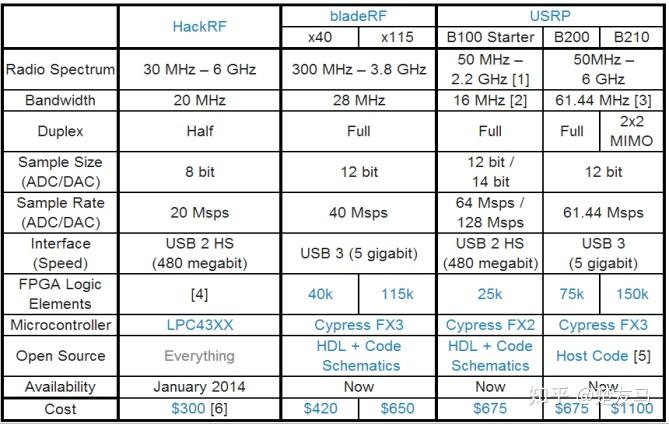 HackRF bladeRF USRP
x40 x115 B100 Starter B200 B210
Radio Spectrum 30 MHz – 6 GHz 300 MHz – 3.8 GHz 50 MHz – 2.2 GHz [1] 50MHz – 6 GHz
Bandwidth 20 MHz 28 MHz 16 MHz [2] 61.44 MHz [3]
Duplex Half Full Full Full 2x2 MIMO
Sample Size (ADC/DAC) 8 bit 12 bit 12 bit / 14 bit 12 bit
Sample Rate (ADC/DAC) 20 Msps 40 Msps 64 Msps / 128 Msps 61.44 Msps
Interface (Speed) USB 2 HS (480 megabit) USB 3 (5 gigabit) USB 2 HS (480 megabit) USB 3 (5 gigabit)
FPGA Logic Elements [4] 40k 115k 25k 75k 150k
Microcontroller LPC43XX Cypress FX3 Cypress FX2 Cypress FX3
Open Source Everything HDL + Code Schematics HDL + Code Schematics Host Code [5]
Availability January 2014 Now Now Now
Cost $300 [6] $420 $650 $675 $675 $1100
知乎